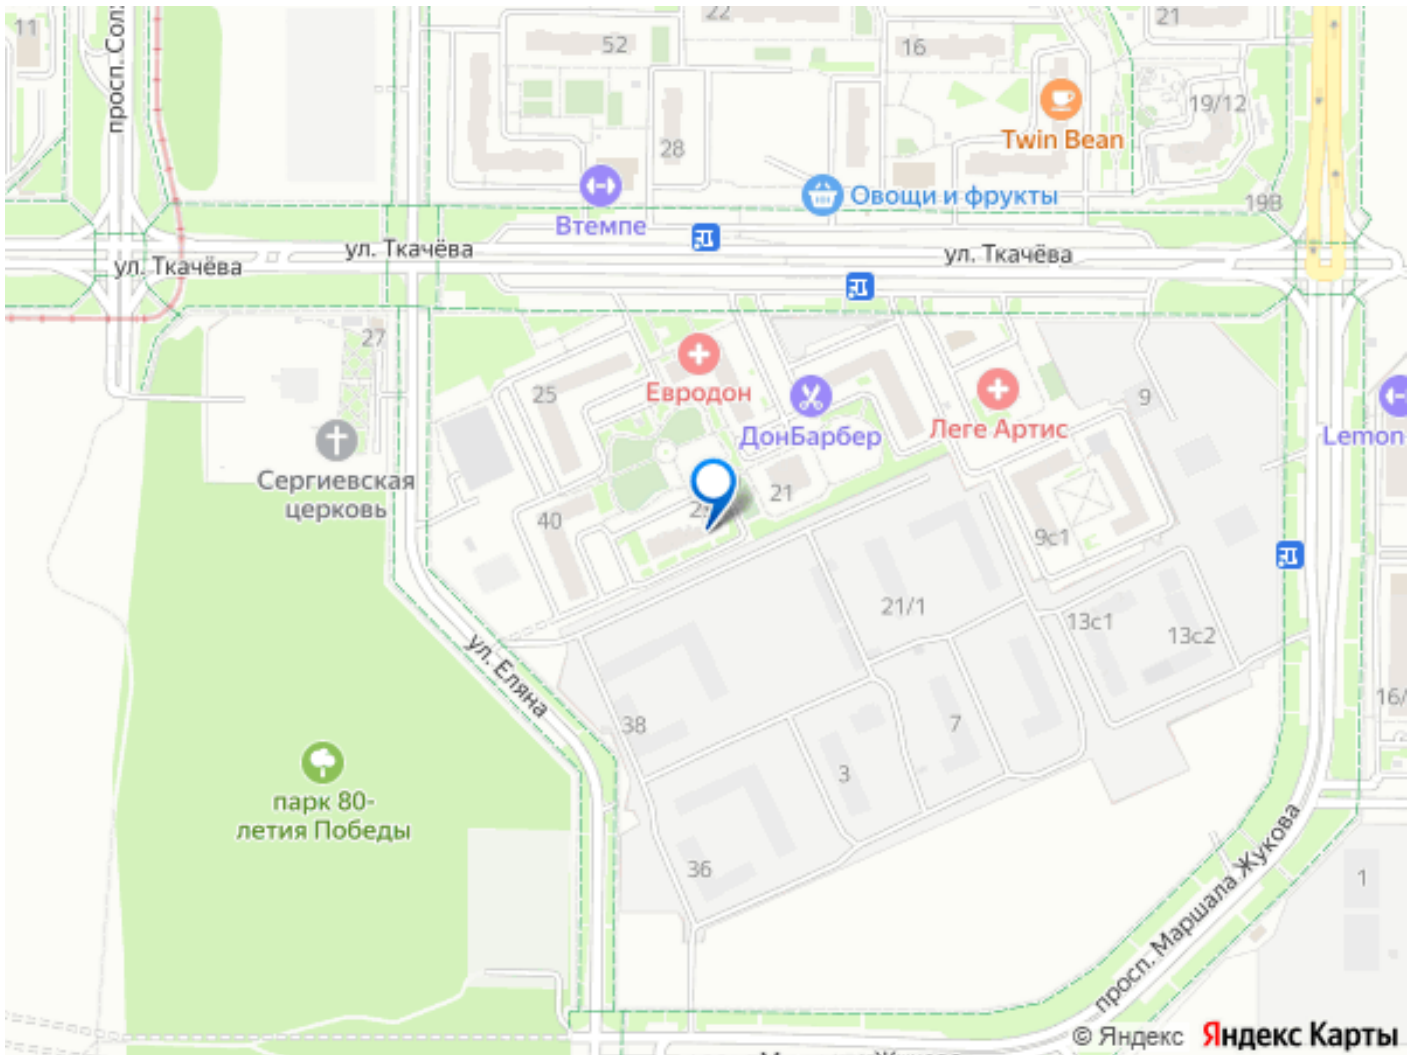 11
просп. Солж
22
21
52
16
19/12
Twin Bean
28
19В
Втемпе
Овощи и фрукты
ул. Ткачёва
ул. Ткачёва
ул. Ткачёва
27
Евродон
25
9
ДонБарбер
Леге Артис
Lemon
Сергиевская
церковь
21
40
9с1
21/1
13с1
13с2
ул. Еляна
38
7
16/
3
парк 80-
летия Победы
36
1
просп. Маршала Жукова
© Яндекс
Яндекс Карты